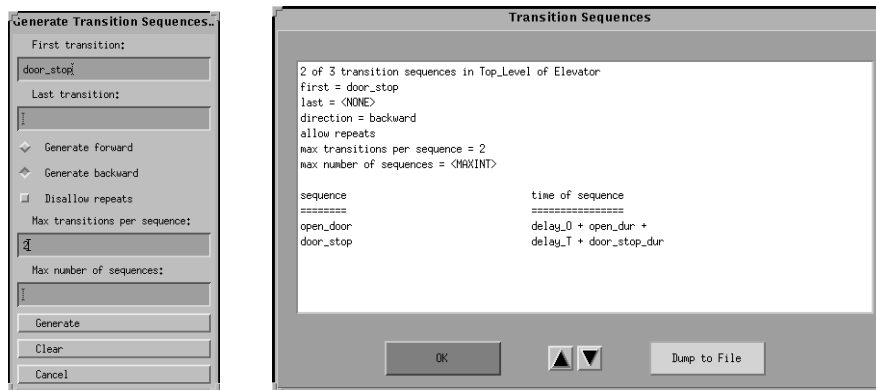 Generate Transition Sequences..
First transition:
door_stop
Last transition:
Generate forward
Generate backward
Disallow repeats
Max transitions per sequence:
2
Max number of sequences:
Generate
Clear
Cancel
Transition Sequences
2 of 3 transition sequences in Top_Level of Elevator
first = door_stop
last = <NONE>
direction = backward
allow repeats
max transitions per sequence = 2
max number of sequences = <MAXINT>
sequence time of sequence
======== ================
open_door delay_O + open_dur +
door_stop delay_T + door_stop_dur
OK
Dump to File